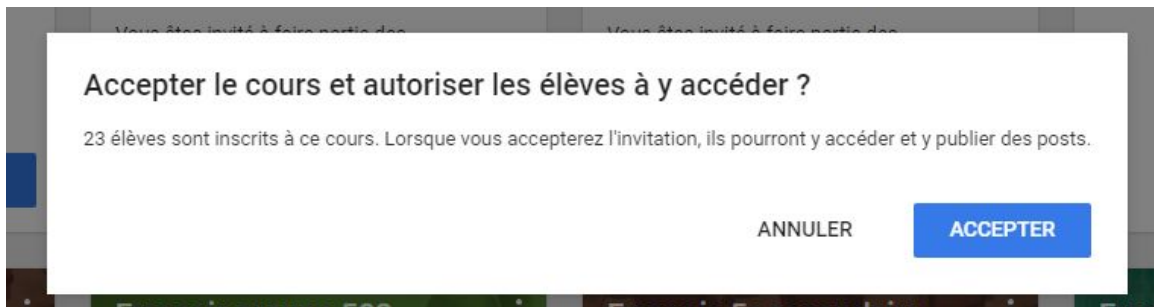 Accepter le cours et autoriser les élèves à y accéder ?
23 élèves sont inscrits à ce cours. Lorsque vous accepterez l'invitation, ils pourront y accéder et y publier des posts.
ANNULER ACCEPTER